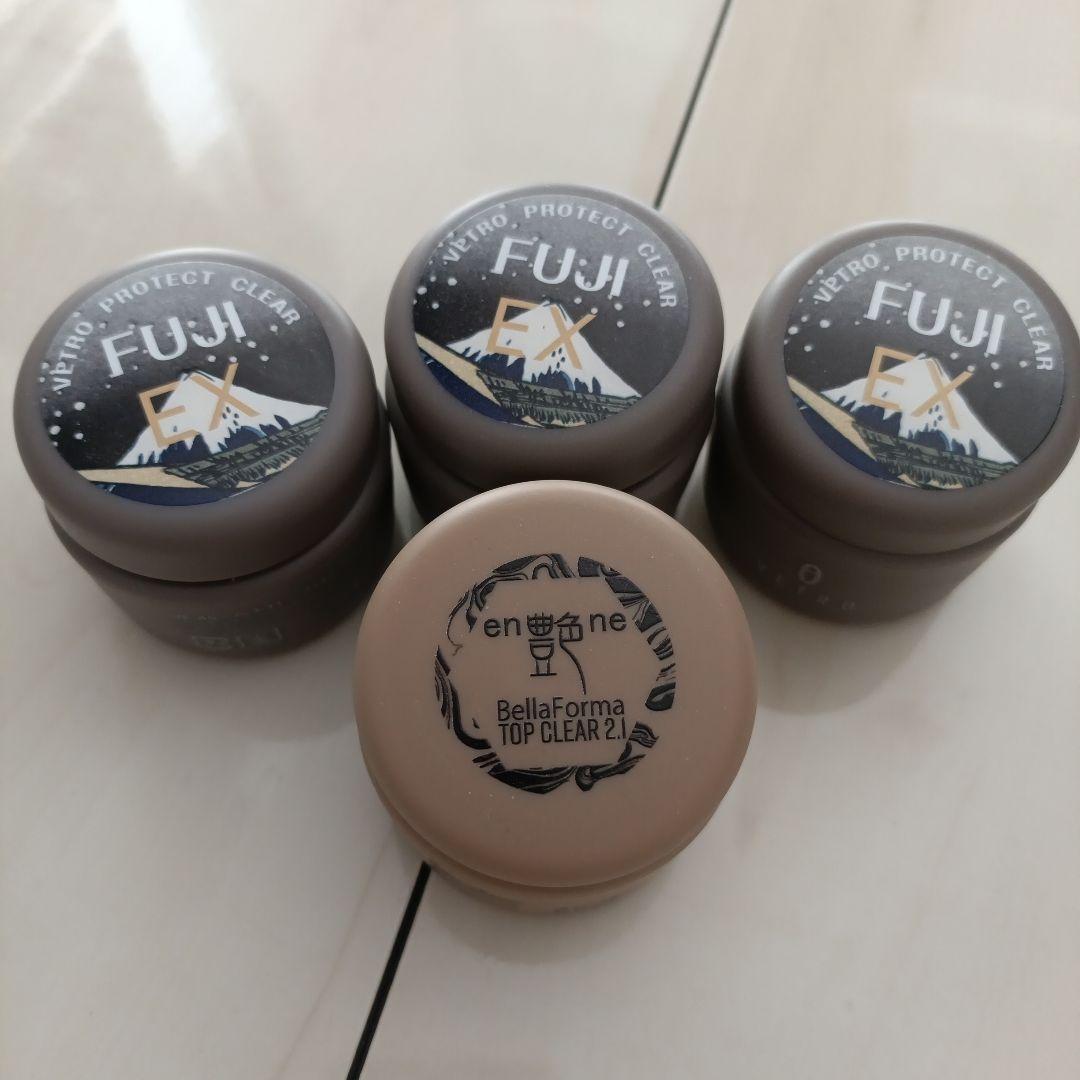 VETRO PROTECT CLEAR
FUJI
EX
VETRO PROTECT CLEAR
FUJI
EX
VETRO PROTECT CLEAR
FUJI
EX
VETRO
en艶ne
BellaForma
TOP CLEAR 2.1